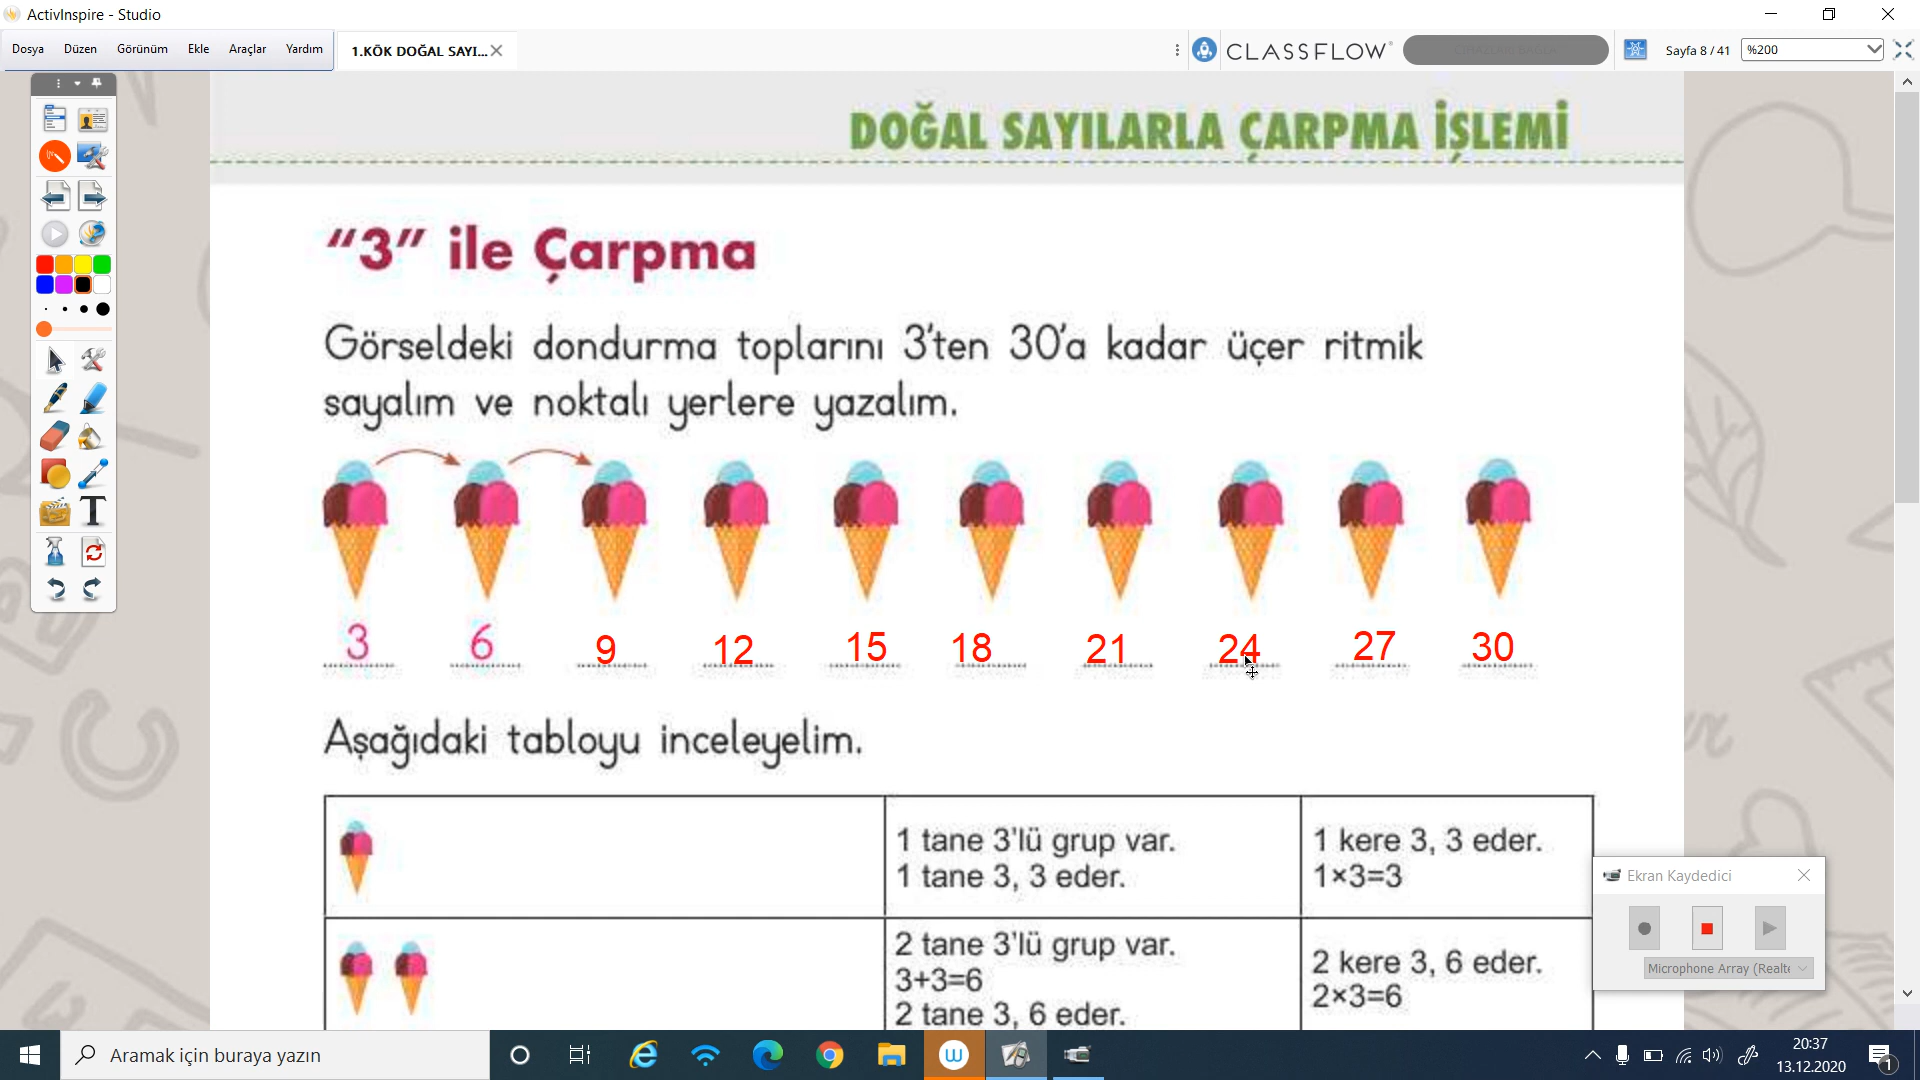 ActivInspire - Studio
Dosya Düzen Görünüm Ekle Araçlar Yardım
1.KÖK DOĞAL SAYI...
CLASSFLOW
Sayfa 8 / 41
%200
DOĞAL SAYILARLA ÇARPMA İŞLEMİ
“3” ile Çarpma
Görseldeki dondurma toplarını 3'ten 30'a kadar üçer ritmik
sayalım ve noktalı yerlere yazalım.
3 6 9 12 15 18 21 24 27 30
Aşağıdaki tabloyu inceleyelim.
1 tane 3'lü grup var.
1 tane 3, 3 eder.
1 kere 3, 3 eder.
1×3=3
2 tane 3'lü grup var.
3+3=6
2 tane 3, 6 eder.
2 kere 3, 6 eder.
2×3=6
Ekran Kaydedici
Microphone Array (Realte
Aramak için buraya yazın
20:37
13.12.2020
1